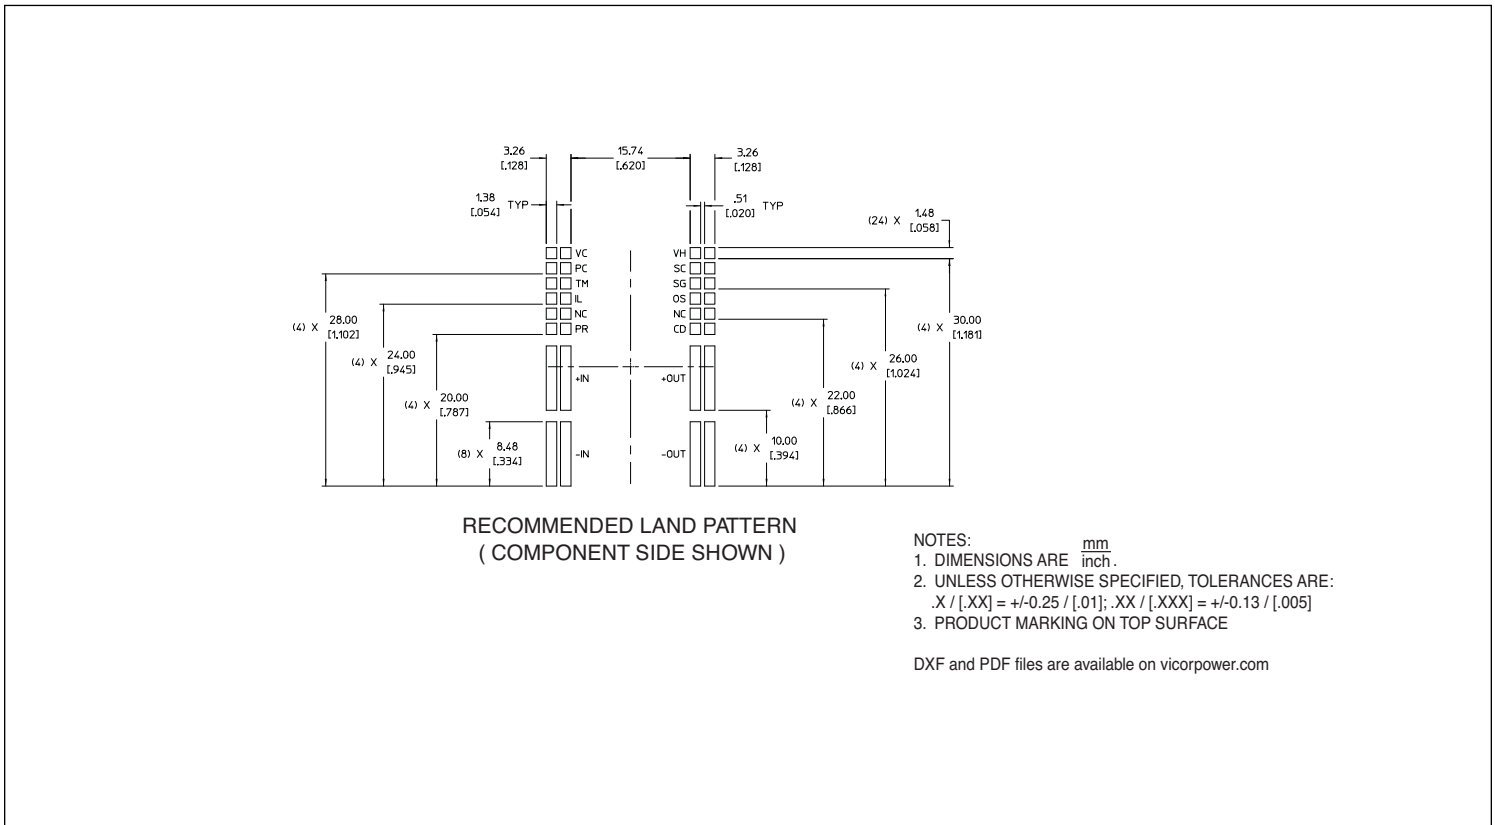 3.26
[.128]
15.74
[.620]
3.26
[.128]
1.38
[.054]
TYP
.51
[.020]
TYP
(24) X 1.48
[.058]
VC
PC
TM
IL
NC
PR
+IN
-IN
VH
SC
SG
OS
NC
CD
+OUT
-OUT
(4) X 28.00
[1.102]
(4) X 24.00
[.945]
(4) X 20.00
[.787]
(8) X 8.48
[.334]
(4) X 30.00
[1.181]
(4) X 26.00
[1.024]
(4) X 22.00
[.866]
(4) X 10.00
[.394]
RECOMMENDED LAND PATTERN
( COMPONENT SIDE SHOWN )
NOTES:
1. DIMENSIONS ARE mm
inch .
2. UNLESS OTHERWISE SPECIFIED, TOLERANCES ARE:
.X / [.XX] = +/-0.25 / [.01]; .XX / [.XXX] = +/-0.13 / [.005]
3. PRODUCT MARKING ON TOP SURFACE
DXF and PDF files are available on vicorpower.com